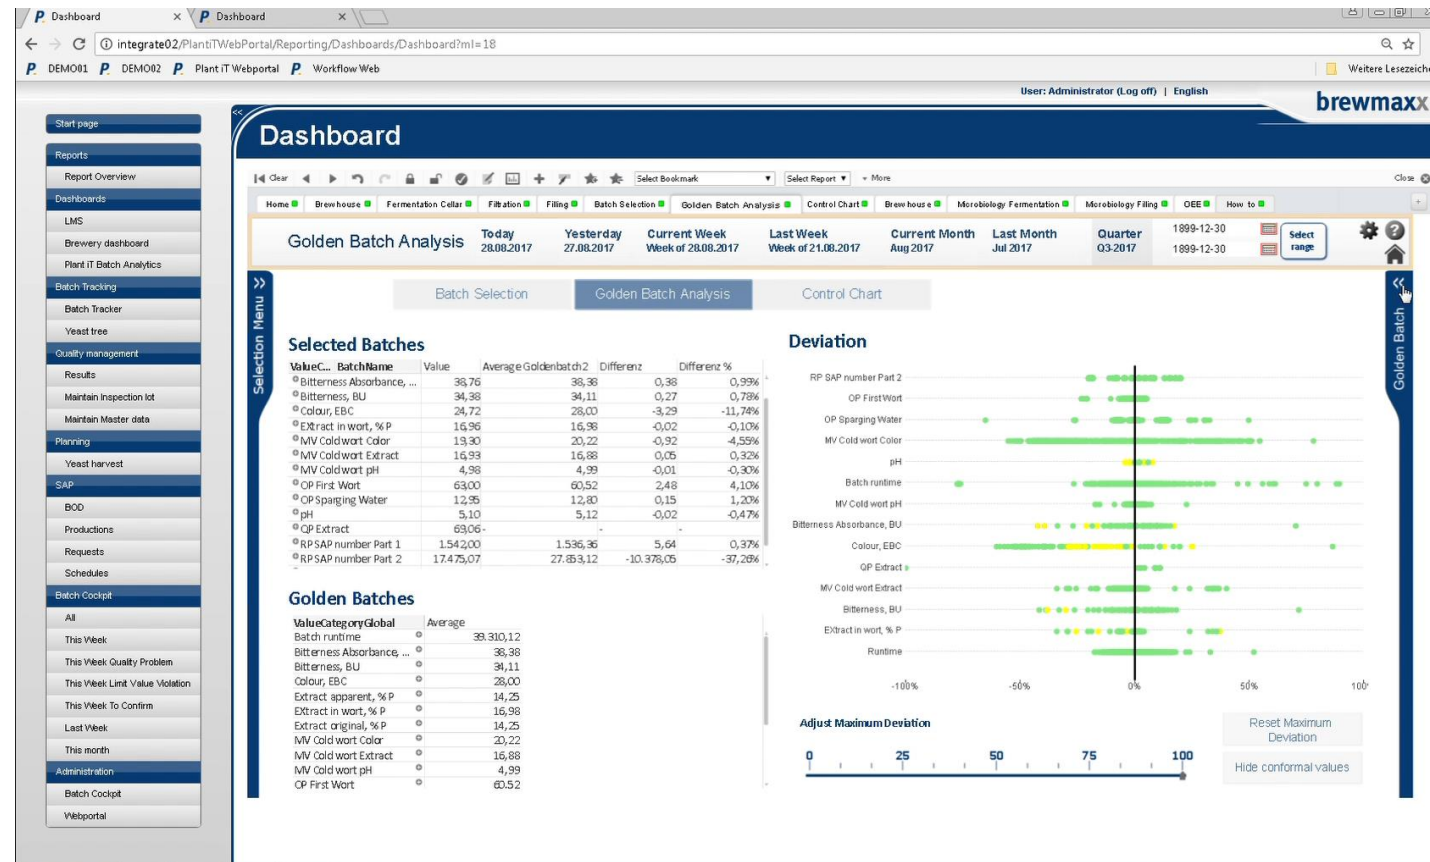 Dashboard
Dashboard
integrate02/PlantiTWebPortal/Reporting/Dashboards/Dashboard?ml=18
DEMO01 DEMO02 Plant iT Webportal Workflow Web
Weitere Lesezeiche
User: Administrator (Log off) | English
brewmaxx
Start page
Reports
Report Overview
Dashboards
LMS
Brewery dashboard
Plant iT Batch Analytics
Batch Tracking
Batch Tracker
Yeast tree
Quality management
Results
Maintain Inspection lot
Maintain Master data
Planning
Yeast harvest
SAP
BOD
Productions
Requests
Schedules
Batch Cockpit
All
This Week
This Week Quality Problem
This Week Limit Value Violation
This Week To Confirm
Last Week
This month
Administration
Batch Cockpit
Webportal
Dashboard
Clear Select Bookmark Select Report More Close
Home Brewhouse Fermentation Cellar Filtration Filing Batch Selection Golden Batch Analysis Control Chart Brew house Microbiology Fermentation Microbiology Filing OEE How to
Golden Batch Analysis
Today
28.08.2017
Yesterday
27.08.2017
Current Week
Week of 28.08.2017
Last Week
Week of 21.08.2017
Current Month
Aug 2017
Last Month
Jul 2017
Quarter
Q3-2017
1899-12-30
1899-12-30
Select
range
Selection Menu
Batch Selection Golden Batch Analysis Control Chart
Golden Batch
Selected Batches
ValueC... BatchName Value Average Goldenbatch2 Differenz Differenz %
Bitterness Absorbance, ... 38,76 38,38 0,38 0,99%
Bitterness, BU 34,38 34,11 0,27 0,78%
Colour, EBC 24,72 28,00 -3,29 -11,74%
EXtract in wort, % P 16,96 16,98 -0,02 -0,10%
MV Cold wort Color 19,30 20,22 -0,92 -4,55%
MV Cold wort Extract 16,93 16,88 0,05 0,32%
MV Cold wort pH 4,98 4,99 -0,01 -0,30%
OP First Wort 63,00 60,52 2,48 4,10%
OP Sparging Water 12,95 12,80 0,15 1,20%
pH 5,10 5,12 -0,02 -0,47%
QP Extract 69,06 - - -
RP SAP number Part 1 1.542,00 1.536,36 5,64 0,37%
RP SAP number Part 2 17.475,07 27.853,12 -10.378,05 -37,26%
Golden Batches
ValueCategoryGlobal Average
Batch runtime 39.310,12
Bitterness Absorbance, ... 38,38
Bitterness, BU 34,11
Colour, EBC 28,00
Extract apparent, % P 14,25
EXtract in wort, % P 16,98
Extract original, % P 14,25
MV Cold wort Color 20,22
MV Cold wort Extract 16,88
MV Cold wort pH 4,99
OP First Wort 60.52
Deviation
RP SAP number Part 2
OP First Wort
OP Sparging Water
MV Cold wort Color
pH
Batch runtime
MV Cold wort pH
Bitterness Absorbance, BU
Colour, EBC
QP Extract
MV Cold wort Extract
Bitterness, BU
EXtract in wort, % P
Runtime
-100% -50% 0% 50% 100
Adjust Maximum Deviation
0 25 50 75 100
Reset Maximum
Deviation
Hide conformal values